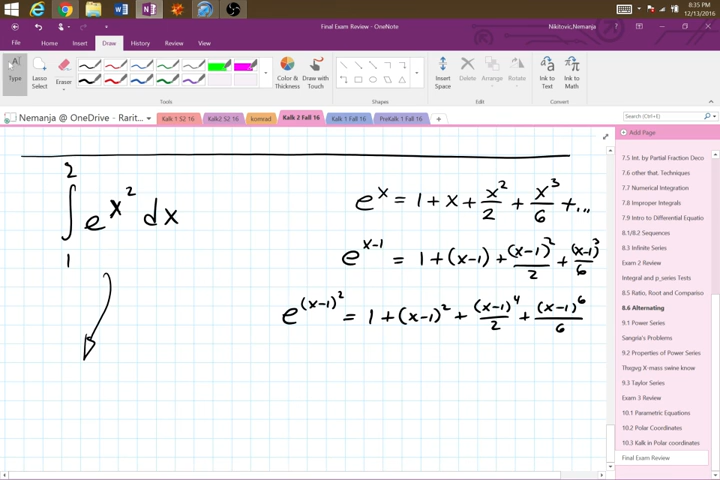 Final Exam Review - OneNote
8:35 PM
12/13/2016
Nikitovic,Nemanja
File Home Insert Draw History Review View
Type
Lasso Select
Eraser
Color & Thickness
Draw with Touch
Insert Space
Delete
Arrange
Rotate
Ink to Text
Ink to Math
Tools
Shapes
Edit
Convert
Nemanja @ OneDrive - Rarit...
Kalk 1 S2 16
Kalk2 S2 16
komrad
Kalk 2 Fall 16
Kalk 1 Fall 16
PreKalk 1 Fall 16
+
Search (Ctrl+E)
Add Page
7.5 Int. by Partial Fraction Deco
7.6 other that. Techniques
7.7 Numerical Integration
7.8 Improper Integrals
7.9 Intro to Differential Equatio
8.1/8.2 Sequences
8.3 Infinite Series
Exam 2 Review
Integral and p_series Tests
8.5 Ratio, Root and Compariso
8.6 Alternating
9.1 Power Series
Sangria's Problems
9.2 Properties of Power Series
Thogvg X-mass swine know
9.3 Taylor Series
Exam 3 Review
10.1 Parametric Equations
10.2 Polar Coordinates
10.3 Kalk in Polar coordinates
Final Exam Review
∫₁² e^(x²) dx
e^x = 1 + x + x²/2 + x³/6 + ...
e^(x-1) = 1 + (x-1) + (x-1)²/2 + (x-1)³/6
e^((x-1)²) = 1 + (x-1)² + (x-1)⁴/2 + (x-1)⁶/6